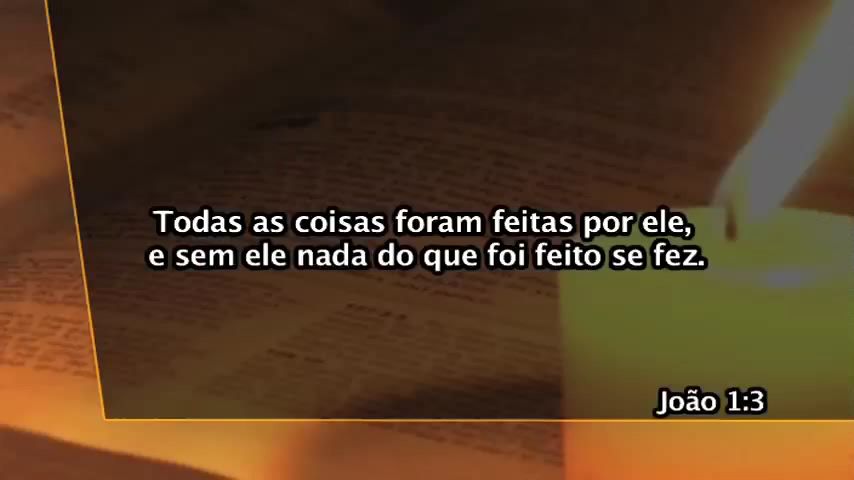 Todas as coisas foram feitas por ele,
e sem ele nada do que foi feito se fez.
João 1:3